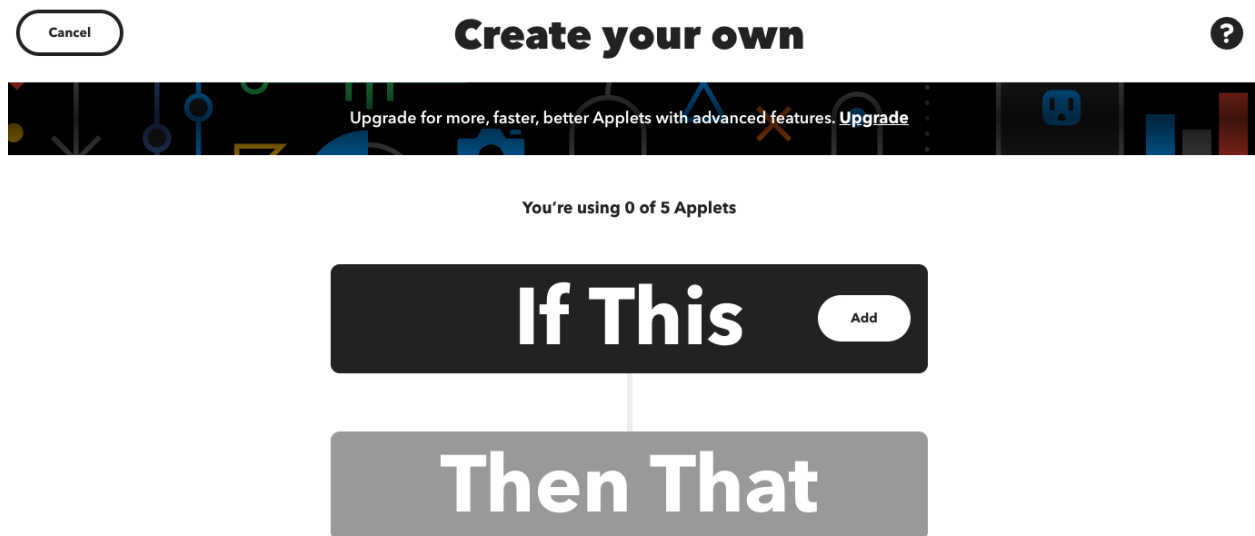 Cancel
Create your own
?
Upgrade for more, faster, better Applets with advanced features. Upgrade
You’re using 0 of 5 Applets
If This
Add
Then That